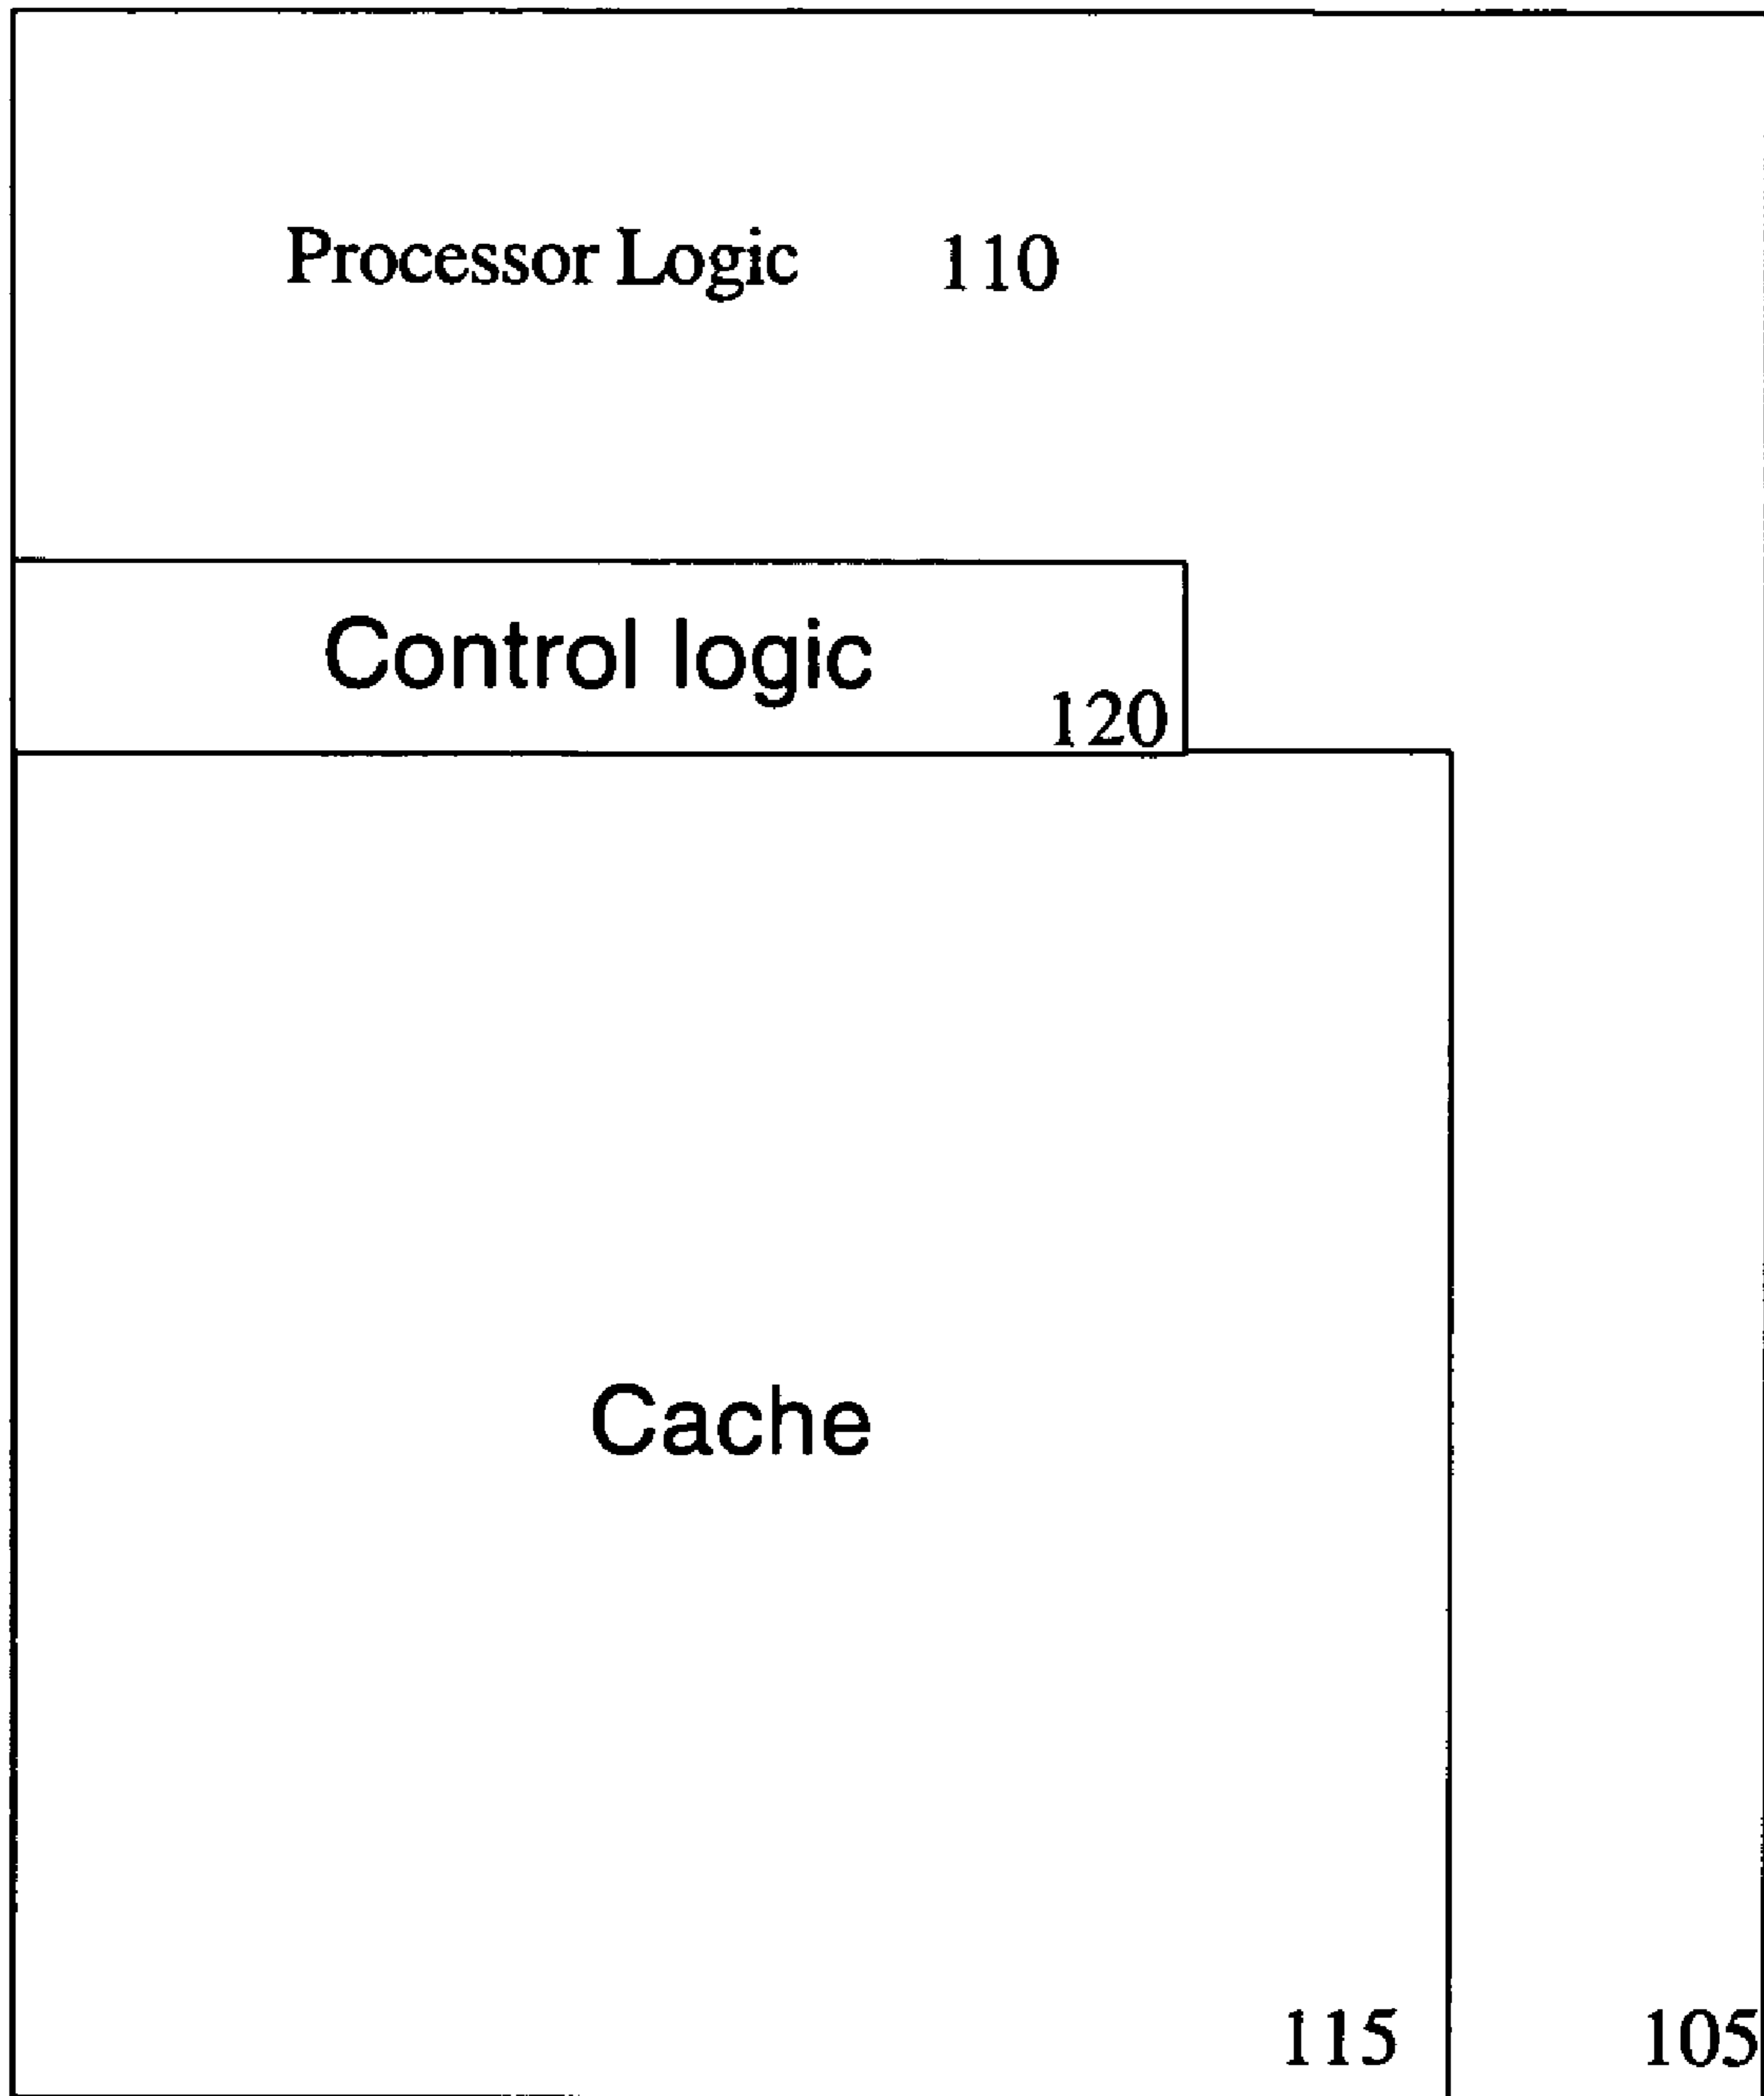 Processor Logic 110
Control logic
120
Cache
115 105